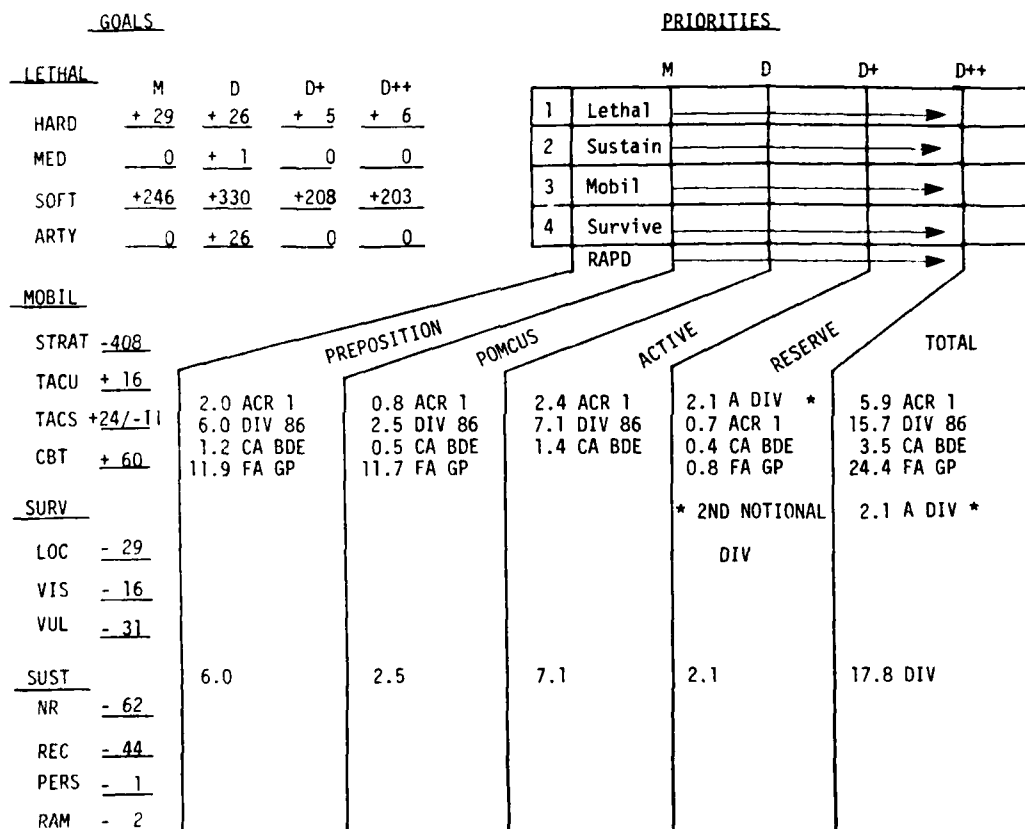 GOALS
LETHAL
M D D+ D++
HARD + 29 + 26 + 5 + 6
MED 0 + 1 0 0
SOFT +246 +330 +208 +203
ARTY 0 + 26 0 0
MOBIL
STRAT -408
TACU + 16
TACS +24/-11
CBT + 60
SURV
LOC - 29
VIS - 16
VUL - 31
SUST
NR - 62
REC - 44
PERS - 1
RAM - 2
PRIORITIES
M D D+ D++
1 Lethal
2 Sustain
3 Mobil
4 Survive
RAPD
PREPOSITION
2.0 ACR 1
6.0 DIV 86
1.2 CA BDE
11.9 FA GP
6.0
POMCUS
0.8 ACR 1
2.5 DIV 86
0.5 CA BDE
11.7 FA GP
2.5
ACTIVE
2.4 ACR 1
7.1 DIV 86
1.4 CA BDE
7.1
RESERVE
2.1 A DIV *
0.7 ACR 1
0.4 CA BDE
0.8 FA GP
* 2ND NOTIONAL
DIV
2.1
TOTAL
5.9 ACR 1
15.7 DIV 86
3.5 CA BDE
24.4 FA GP
2.1 A DIV *
17.8 DIV